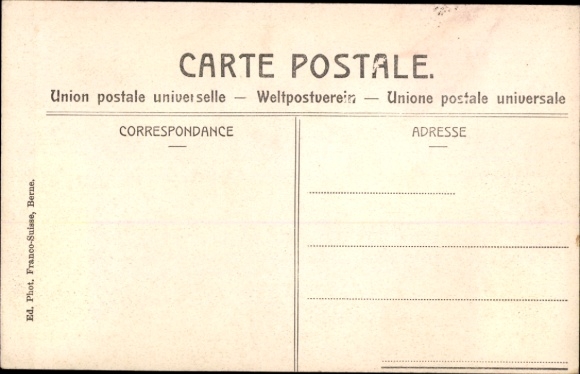 CARTE POSTALE.
Union postale universelle — Weltpostverein — Unione postale universale
CORRESPONDANCE
ADRESSE
Ed. Phot. Franco-Suisse, Berne.